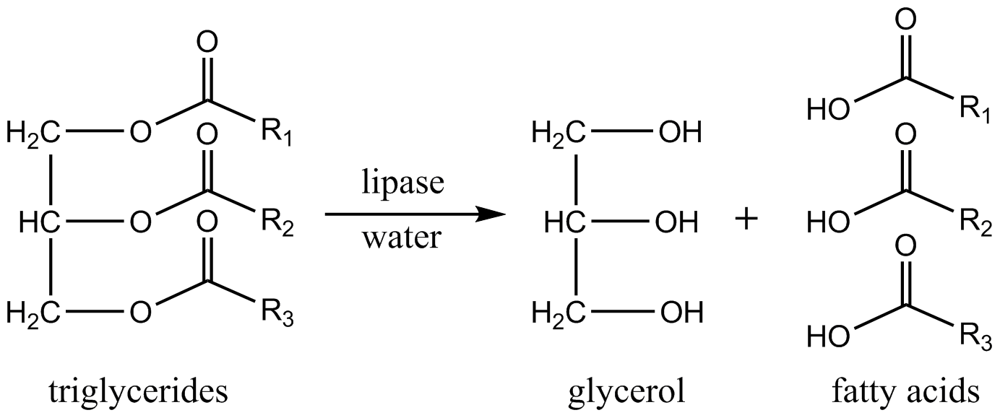 O
O
H₂C
O
R₁
HO
R₁
O
H₂C
OH
O
lipase
HC
O
R₂
HC
OH
+
HO
R₂
O
water
O
H₂C
O
R₃
H₂C
OH
HO
R₃
triglycerides
glycerol
fatty acids